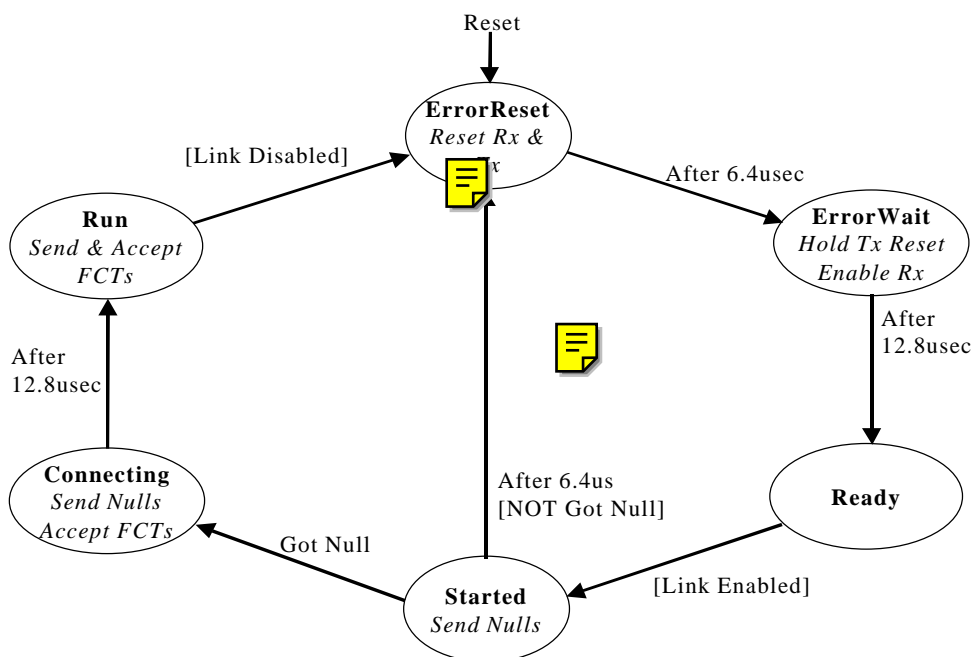 Reset
ErrorReset
Reset Rx &
[Link Disabled]
After 6.4usec
Run
Send & Accept
FCTs
ErrorWait
Hold Tx Reset
Enable Rx
After
12.8usec
After
12.8usec
Connecting
Send Nulls
Accept FCTs
After 6.4us
[NOT Got Null]
Ready
Got Null
[Link Enabled]
Started
Send Nulls